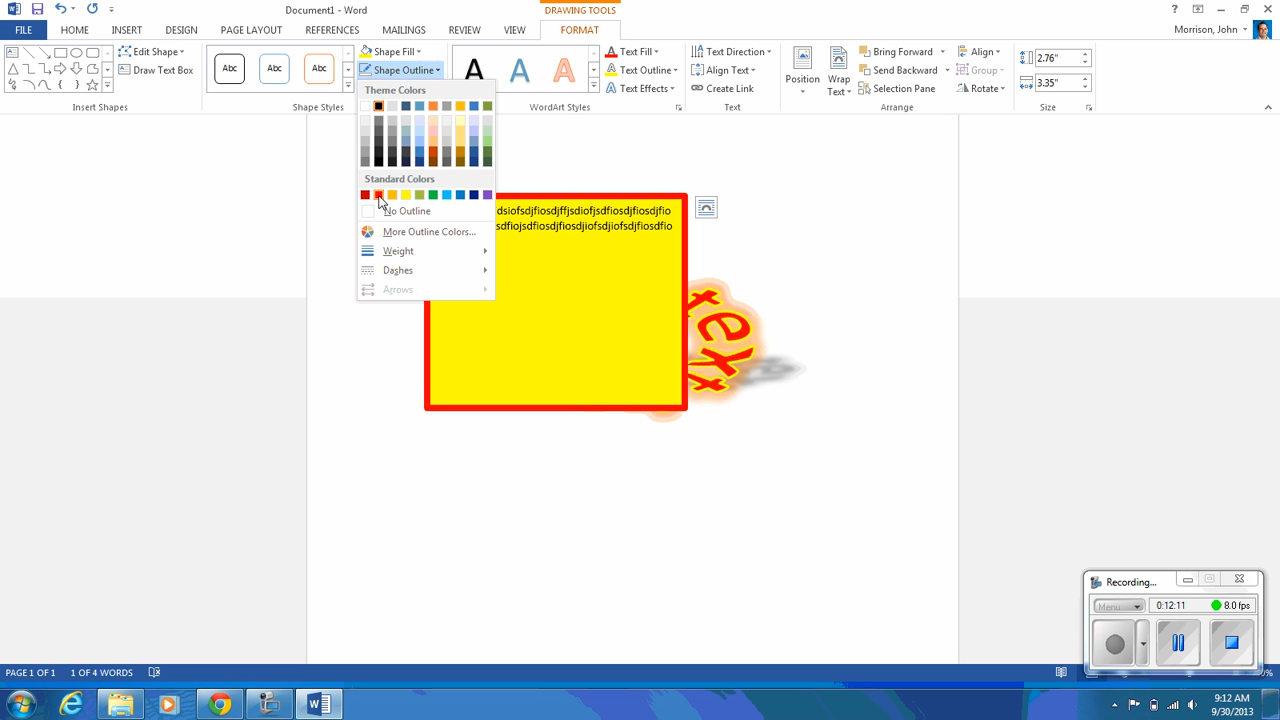 Document1 - Word
DRAWING TOOLS
FILE HOME INSERT DESIGN PAGE LAYOUT REFERENCES MAILINGS REVIEW VIEW FORMAT
Morrison, John
Edit Shape
Draw Text Box
Insert Shapes
Abc Abc Abc
Shape Fill
Shape Outline
Shape Styles
A A A
WordArt Styles
Text Fill
Text Outline
Text Effects
Text Direction
Align Text
Create Link
Text
Position
Wrap Text
Bring Forward
Send Backward
Selection Pane
Align
Group
Rotate
Arrange
2.76"
3.35"
Size
Theme Colors
Standard Colors
No Outline
More Outline Colors...
Weight
Dashes
Arrows
dsiofsdjfiosdjffjsdiofjsdfiosdjfiosdjfio
sdfiojsdfiosdjfiosdjiofsdjiofsdjfiosdfio
text
Recording...
Menu
0:12:11
8.0 fps
PAGE 1 OF 1
1 OF 4 WORDS
9:12 AM
9/30/2013